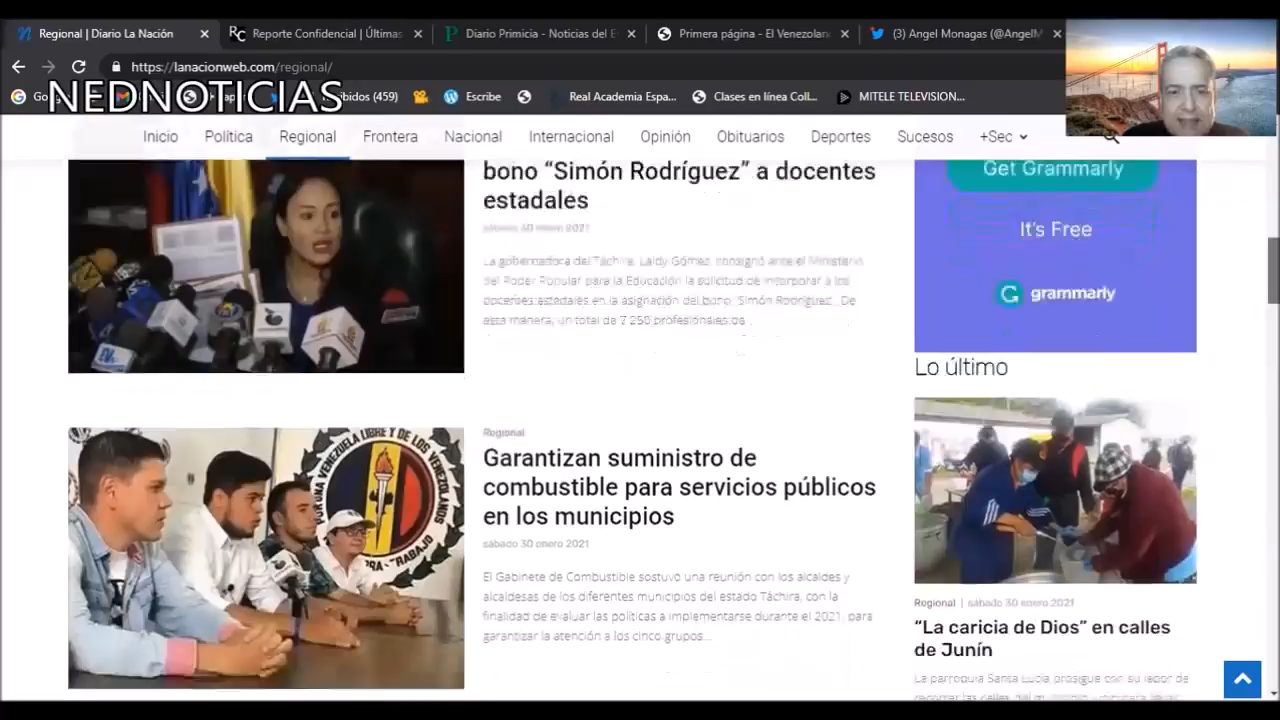 Regional | Diario La Nación
Reporte Confidencial | Últimas
Diario Primicia - Noticias del E
Primera página - El Venezolan
(3) Angel Monagas (@AngelM
https://lanacionweb.com/regional/
NEDNOTICIAS
ibidos (459)
Escribe
Real Academia Espa...
Clases en línea Coll...
MITELE TELEVISION...
Inicio
Política
Regional
Frontera
Nacional
Internacional
Opinión
Obituarios
Deportes
Sucesos
+Sec
bono “Simón Rodríguez” a docentes
estadales
sábado 30 enero 2021
La gobernadora del Táchira, Laidy Gómez, consignó ante el Ministerio
del Poder Popular para la Educación la solicitud de incorporar a los
docentes estadales en la asignación del bono “Simón Rodríguez”. De
esta manera, un total de 7.250 profesionales de
Get Grammarly
It's Free
grammarly
Lo último
Regional
Garantizan suministro de
combustible para servicios públicos
en los municipios
sábado 30 enero 2021
El Gabinete de Combustible sostuvo una reunión con los alcaldes y
alcaldesas de los diferentes municipios del estado Táchira, con la
finalidad de evaluar las políticas a implementarse durante el 2021, para
garantizar la atención a los cinco grupos...
Regional | sábado 30 enero 2021
“La caricia de Dios” en calles
de Junín
La parroquia Santa Lucía prosigue con su labor de
recorrer las calles